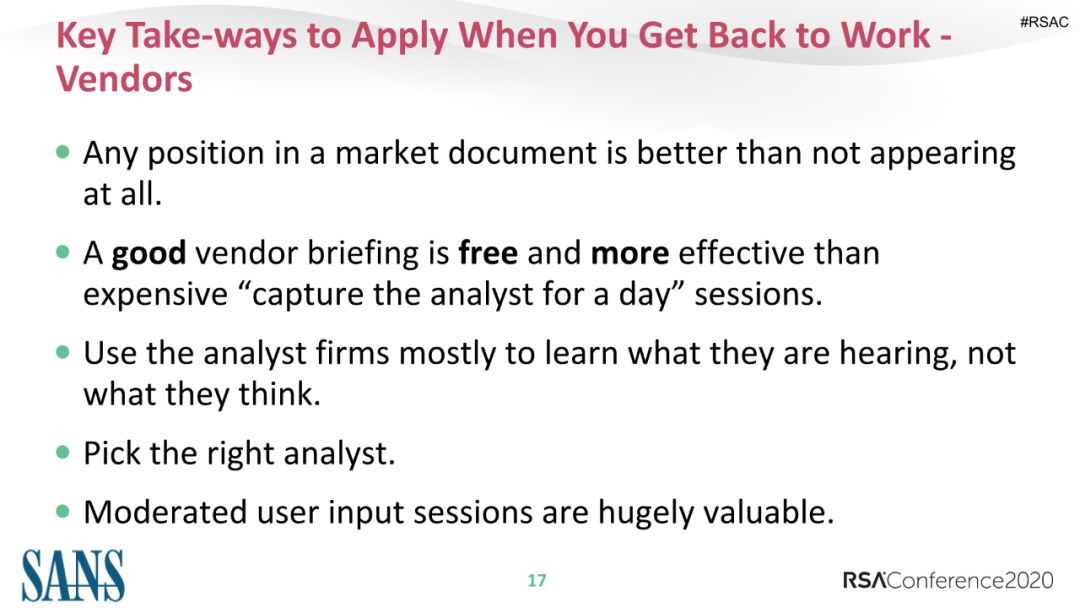 #RSAC
Key Take-ways to Apply When You Get Back to Work -
Vendors
• Any position in a market document is better than not appearing
at all.
• A good vendor briefing is free and more effective than
expensive “capture the analyst for a day” sessions.
• Use the analyst firms mostly to learn what they are hearing, not
what they think.
• Pick the right analyst.
• Moderated user input sessions are hugely valuable.
SANS
17
RSA Conference2020